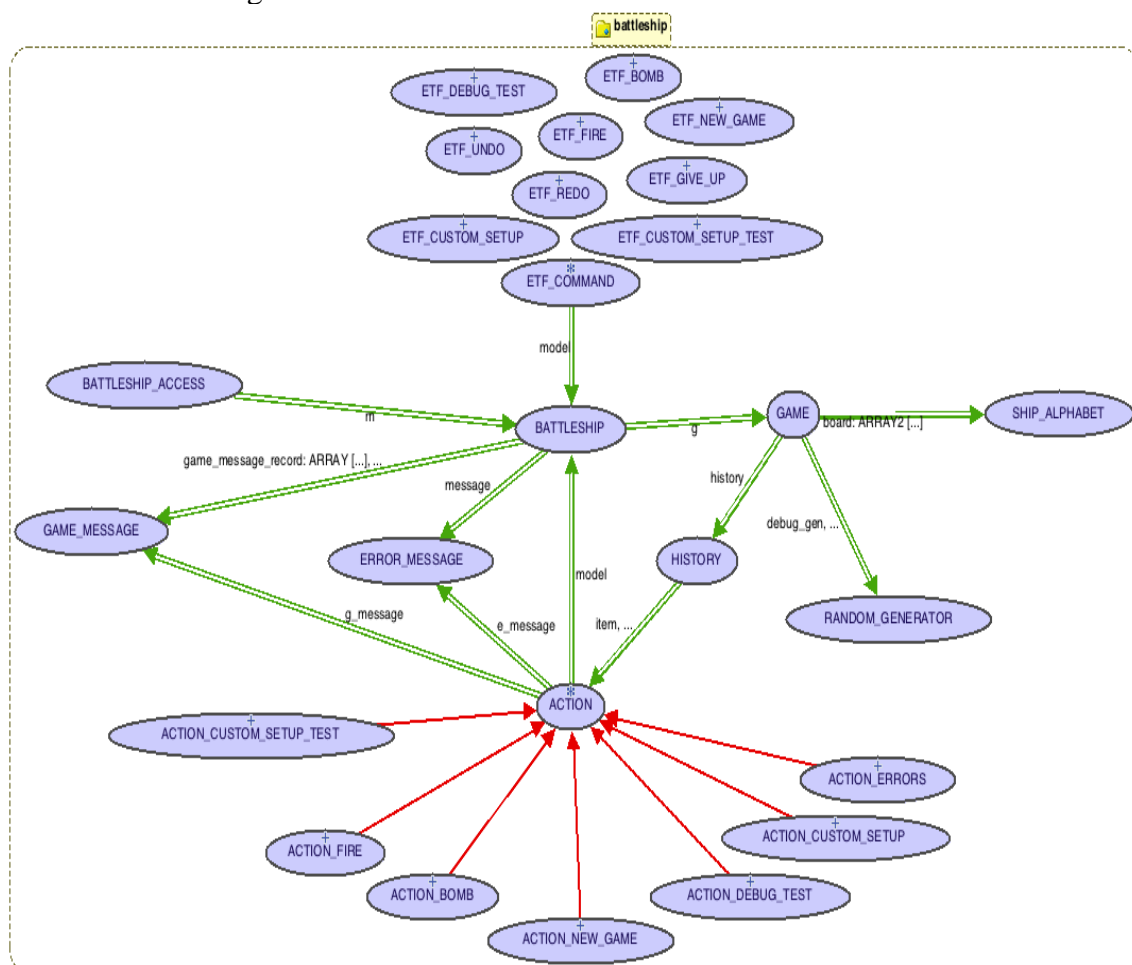 battleship
ETF_BOMB
ETF_DEBUG_TEST
ETF_NEW_GAME
ETF_FIRE
ETF_UNDO
ETF_GIVE_UP
ETF_REDO
ETF_CUSTOM_SETUP
ETF_CUSTOM_SETUP_TEST
*
ETF_COMMAND
model
BATTLESHIP_ACCESS
m
BATTLESHIP
g
GAME
board: ARRAY2 [...]
SHIP_ALPHABET
game_message_record: ARRAY [...], ...
message
history
debug_gen, ...
GAME_MESSAGE
ERROR_MESSAGE
HISTORY
model
RANDOM_GENERATOR
g_message
e_message
item, ...
*
ACTION
ACTION_CUSTOM_SETUP_TEST
ACTION_ERRORS
ACTION_CUSTOM_SETUP
ACTION_FIRE
ACTION_BOMB
ACTION_DEBUG_TEST
ACTION_NEW_GAME